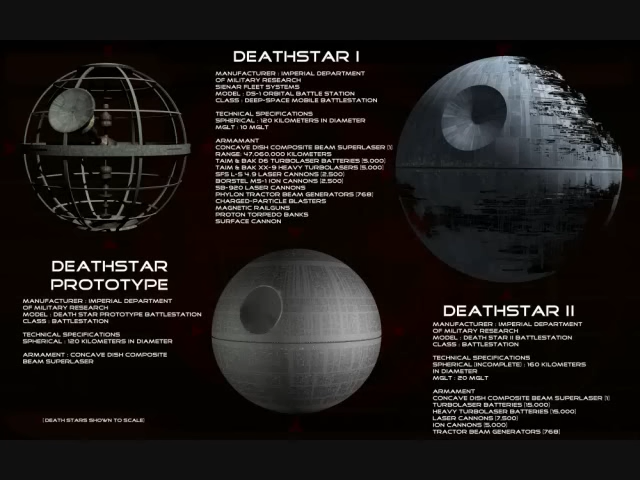 DEATHSTAR I
MANUFACTURER : IMPERIAL DEPARTMENT
OF MILITARY RESEARCH
SIENAR FLEET SYSTEMS
MODEL : DS-1 ORBITAL BATTLE STATION
CLASS : DEEP-SPACE MOBILE BATTLESTATION
TECHNICAL SPECIFICATIONS
SPHERICAL : 120 KILOMETERS IN DIAMETER
MGLT : 10 MGLT
ARMAMANT
CONCAVE DISH COMPOSITE BEAM SUPERLASER [1]
RANGE: 47,060,000 KILOMETERS
TAIM & BAK D6 TURBOLASER BATTERIES [5,000]
TAIM & BAK XX-9 HEAVY TURBOLASERS [5,000]
SFS L-S 4.9 LASER CANNONS [2,500]
BORSTEL MS-1 ION CANNONS [2,500]
SB-920 LASER CANNONS
PHYLON TRACTOR BEAM GENERATORS [768]
CHARGED-PARTICLE BLASTERS
MAGNETIC RAILGUNS
PROTON TORPEDO BANKS
SURFACE CANNON
DEATHSTAR
PROTOTYPE
MANUFACTURER : IMPERIAL DEPARTMENT
OF MILITARY RESEARCH
MODEL : DEATH STAR PROTOTYPE BATTLESTATION
CLASS : BATTLESTATION
TECHNICAL SPECIFICATIONS
SPHERICAL : 120 KILOMETERS IN DIAMETER
ARMAMENT : CONCAVE DISH COMPOSITE
BEAM SUPERLASER
[DEATH STARS SHOWN TO SCALE]
DEATHSTAR II
MANUFACTURER : IMPERIAL DEPARTMENT
OF MILITARY RESEARCH
MODEL : DEATH STAR II BATTLESTATION
CLASS : BATTLESTATION
TECHNICAL SPECIFICATIONS
SPHERICAL [INCOMPLETE] : 160 KILOMETERS
IN DIAMETER
MGLT : 20 MGLT
ARMAMENT
CONCAVE DISH COMPOSITE BEAM SUPERLASER [1]
TURBOLASER BATTERIES [15,000]
HEAVY TURBOLASER BATTERIES [15,000]
LASER CANNONS [7,500]
ION CANNONS [5,000]
TRACTOR BEAM GENERATORS [768]